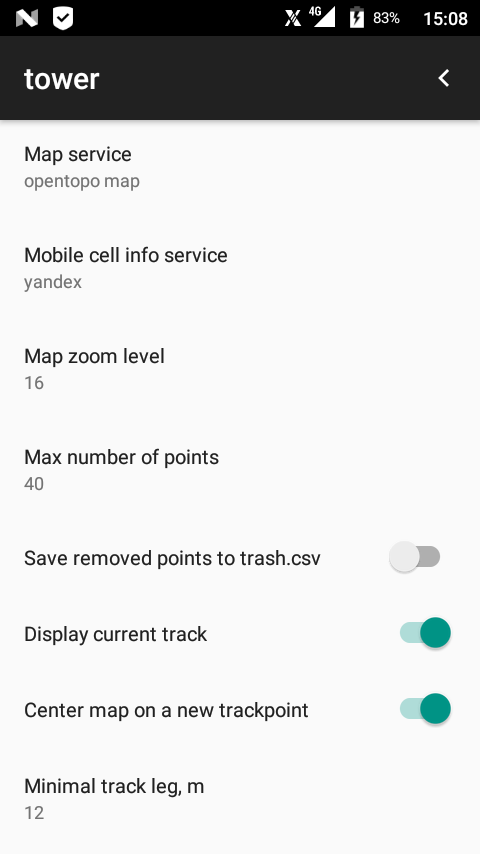 4G 83% 15:08
tower
Map service
opentopo map
Mobile cell info service
yandex
Map zoom level
16
Max number of points
40
Save removed points to trash.csv
Display current track
Center map on a new trackpoint
Minimal track leg, m
12